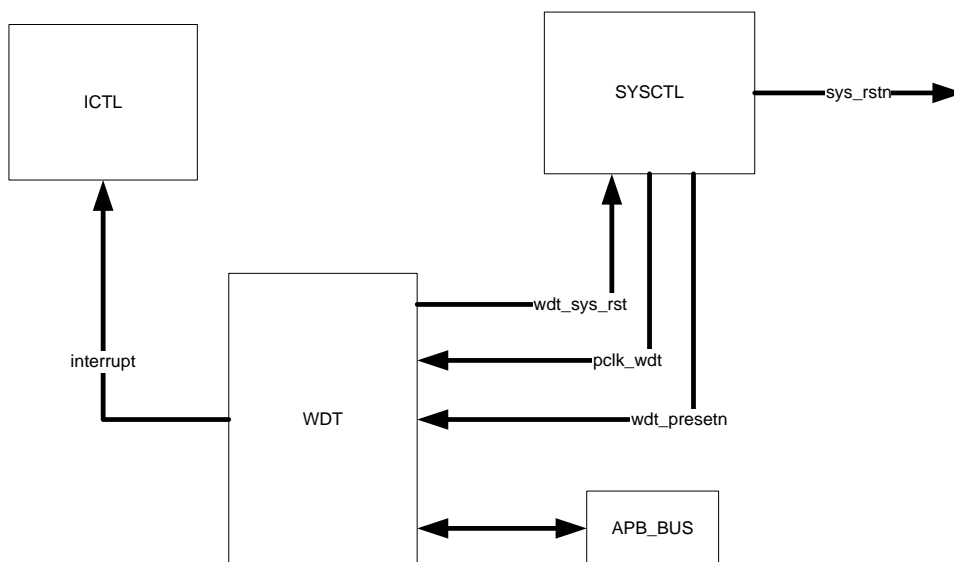 ICTL
SYSCTL
sys_rstn
wdt_sys_rst
interrupt
pclk_wdt
WDT
wdt_presetn
APB_BUS